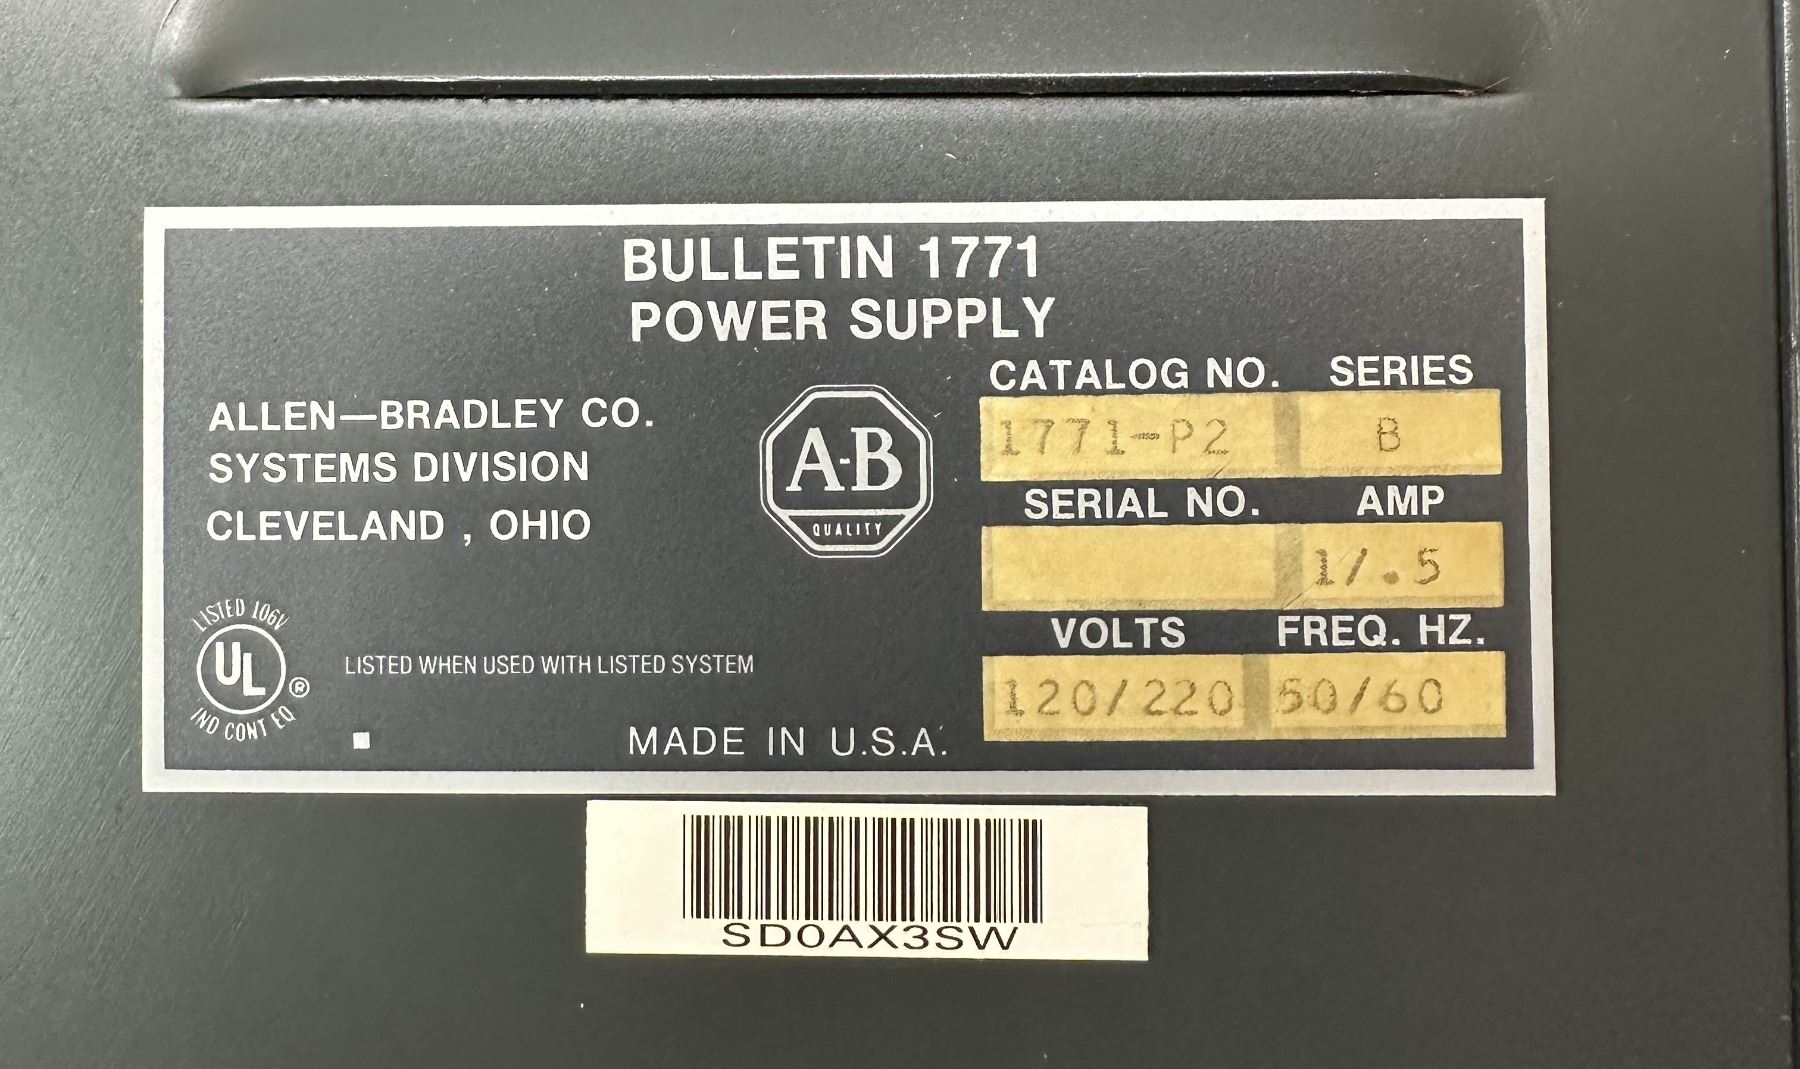 BULLETIN 1771
POWER SUPPLY
ALLEN—BRADLEY CO.
SYSTEMS DIVISION
CLEVELAND , OHIO
A-B
QUALITY
CATALOG NO. SERIES
1771-P2 B
SERIAL NO. AMP
1/.5
VOLTS FREQ. HZ.
120/220 50/60
LISTED 106V
UL ®
IND CONT EQ
LISTED WHEN USED WITH LISTED SYSTEM
MADE IN U.S.A.
SD0AX3SW